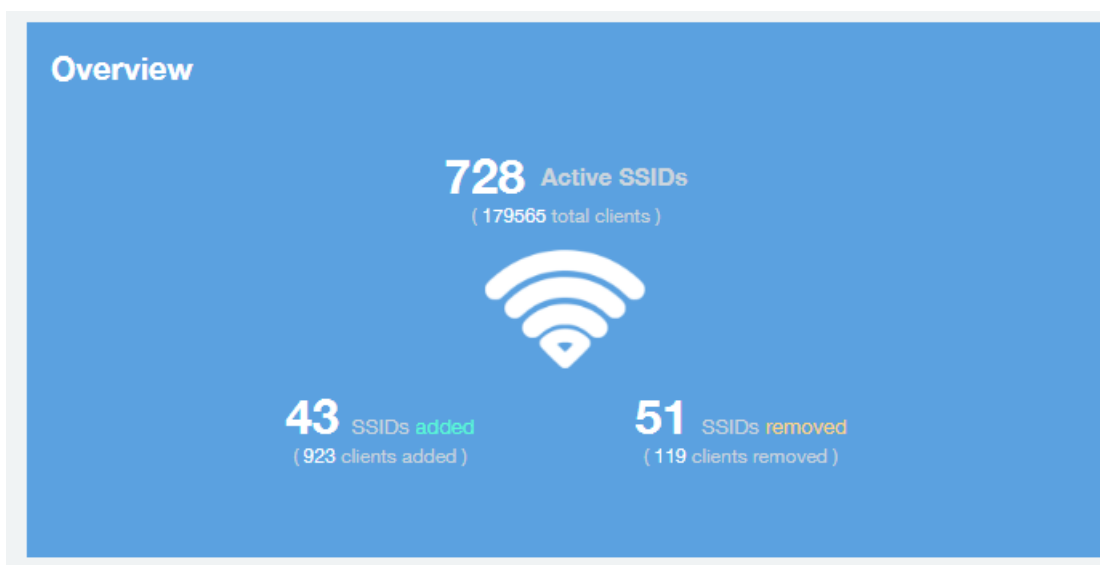 Overview
728 Active SSIDs
( 179565 total clients )
43 SSIDs added
( 923 clients added )
51 SSIDs removed
( 119 clients removed )